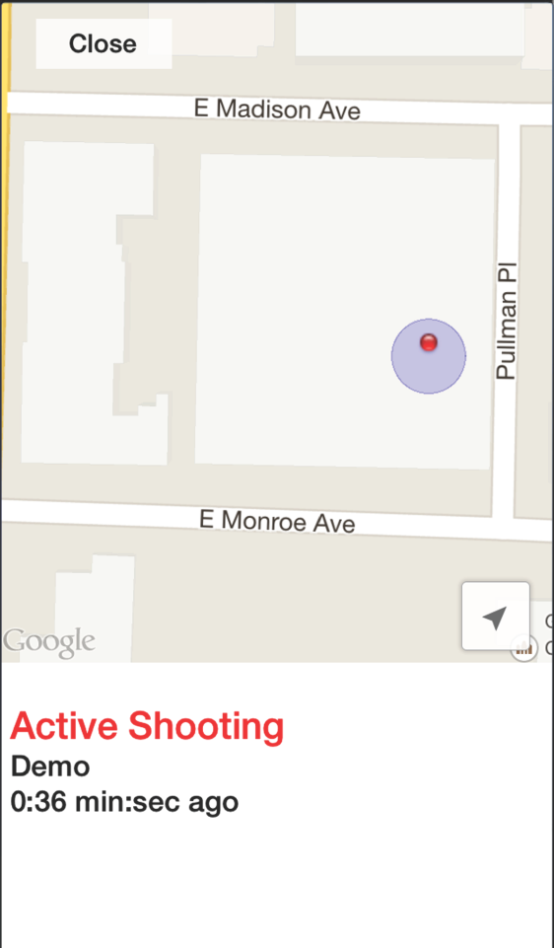 Close
E Madison Ave
Pullman Pl
E Monroe Ave
Google
Active Shooting
Demo
0:36 min:sec ago